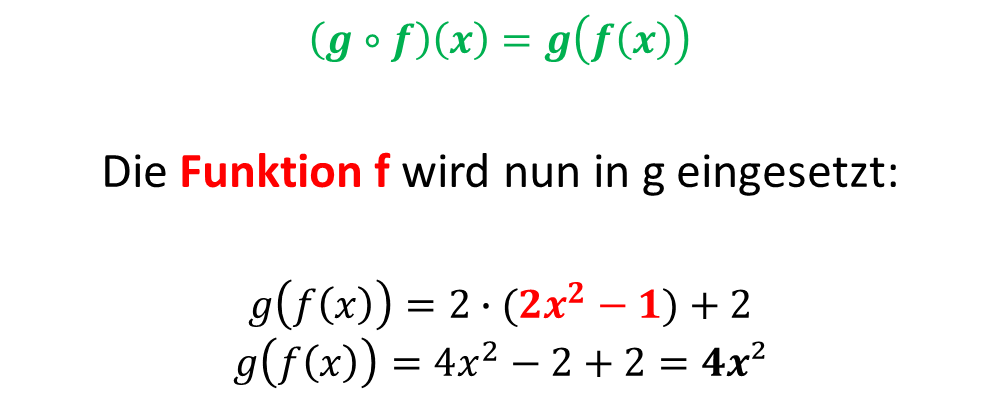 (g ∘ f)(x) = g(f(x))
Die Funktion f wird nun in g eingesetzt:
g(f(x)) = 2 · (2x² − 1) + 2
g(f(x)) = 4x² − 2 + 2 = 4x²